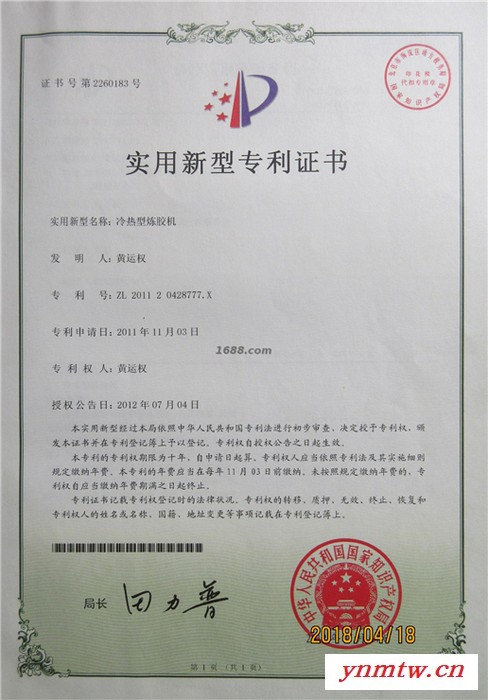 证书号第2260183号
实用新型专利证书
实用新型名称：冷热型炼胶机
发明人：黄运权
专利号：ZL 2011 2 0428777.X
专利申请日：2011年11月03日
1688.com
专利权人：黄运权
授权公告日：2012年07月04日
本实用新型经过本局依照中华人民共和国专利法进行初步审查，决定授予专利权，颁
发本证书并在专利登记簿上予以登记。专利权自授权公告之日起生效。
本专利的专利权期限为十年，自申请日起算。专利权人应当依照专利法及其实施细则
规定缴纳年费。本专利的年费应当在每年11月03日前缴纳。未按照规定缴纳年费的，专
利权自应当缴纳年费期满之日起终止。
专利证书记载专利权登记时的法律状况。专利权的转移、质押、无效、终止、恢复和
专利权人的姓名或名称、国籍、地址变更等事项记载在专利登记簿上。
局长
田力普
中华人民共和国国家知识产权局
2018/04/18
第1页（共1页）
ynmtw.cn